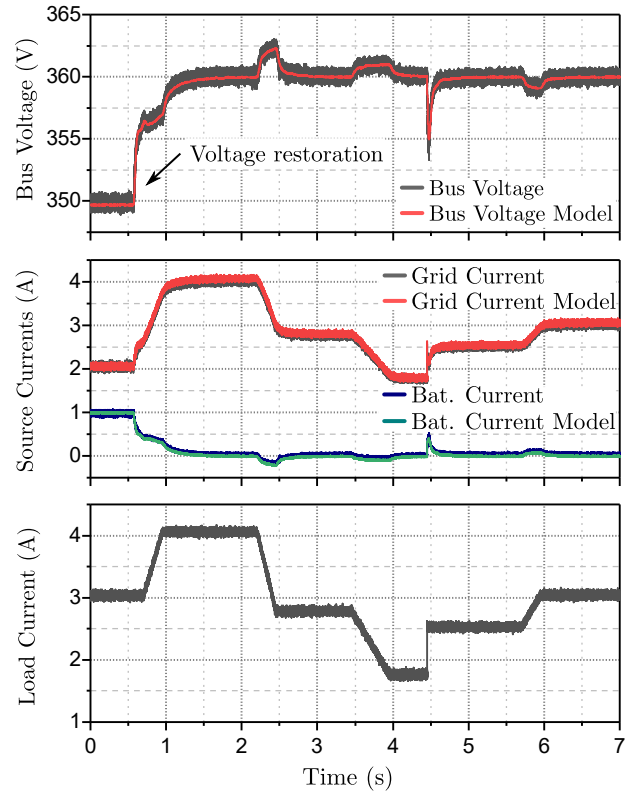 365
360
355
350
Bus Voltage (V)
Voltage restoration
Bus Voltage
Bus Voltage Model
4
3
2
1
0
Source Currents (A)
Grid Current
Grid Current Model
Bat. Current
Bat. Current Model
4
3
2
1
Load Current (A)
0 1 2 3 4 5 6 7
Time (s)